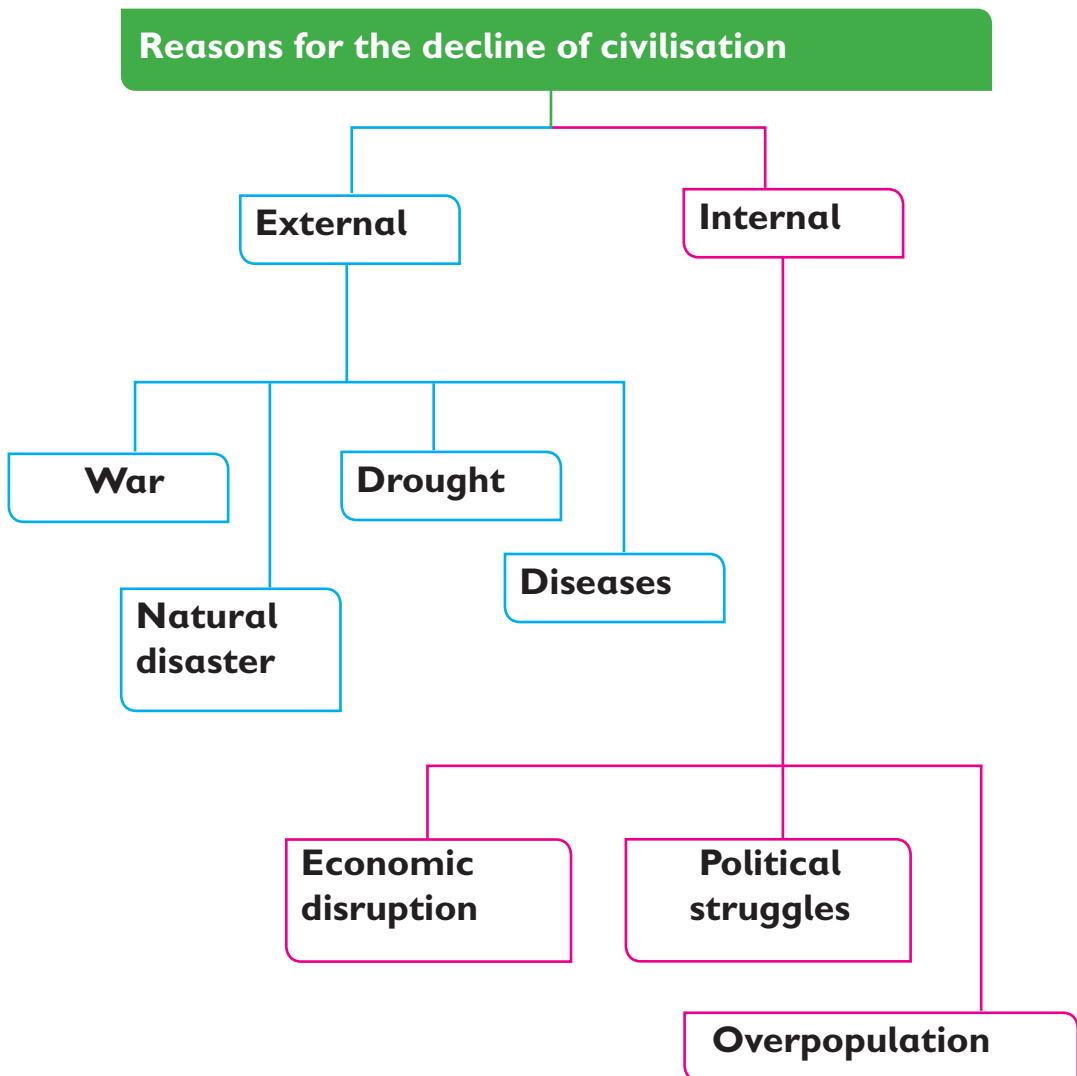 Reasons for the decline of civilisation
External
Internal
War
Drought
Diseases
Natural
disaster
Economic
disruption
Political
struggles
Overpopulation